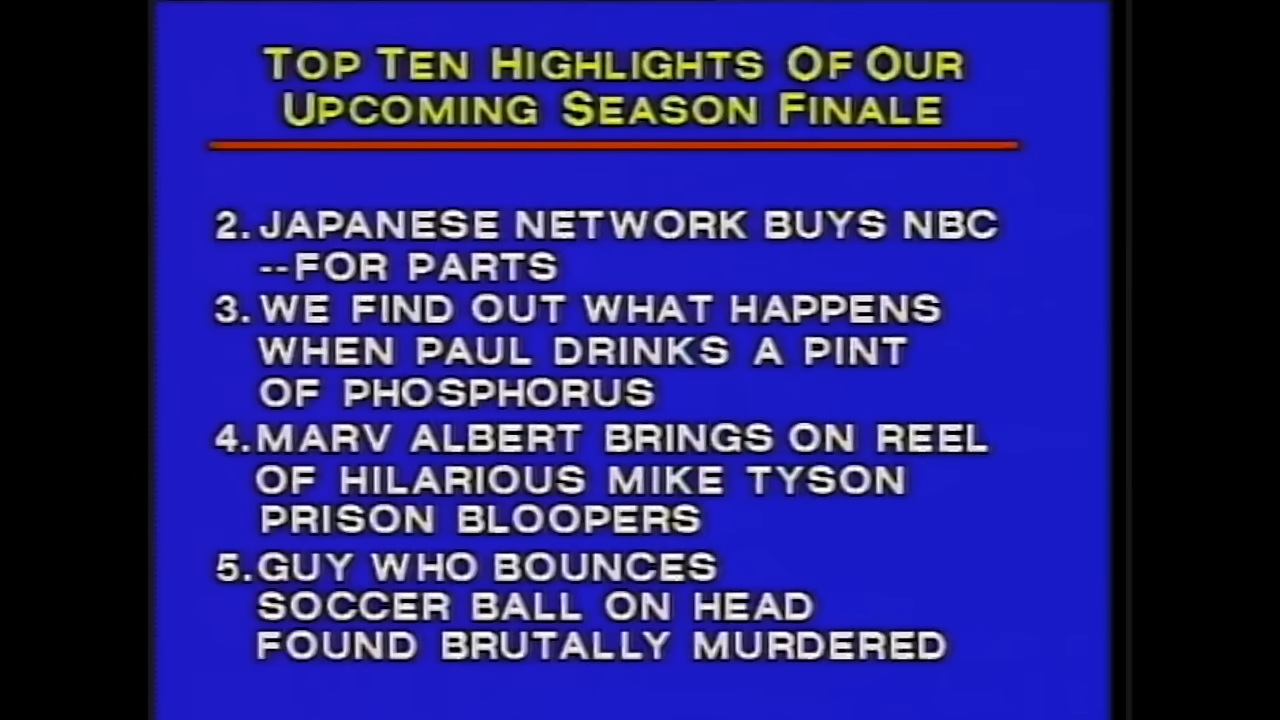 Top Ten Highlights Of Our
Upcoming Season Finale
2. JAPANESE NETWORK BUYS NBC
--FOR PARTS
3. WE FIND OUT WHAT HAPPENS
WHEN PAUL DRINKS A PINT
OF PHOSPHORUS
4. MARV ALBERT BRINGS ON REEL
OF HILARIOUS MIKE TYSON
PRISON BLOOPERS
5. GUY WHO BOUNCES
SOCCER BALL ON HEAD
FOUND BRUTALLY MURDERED